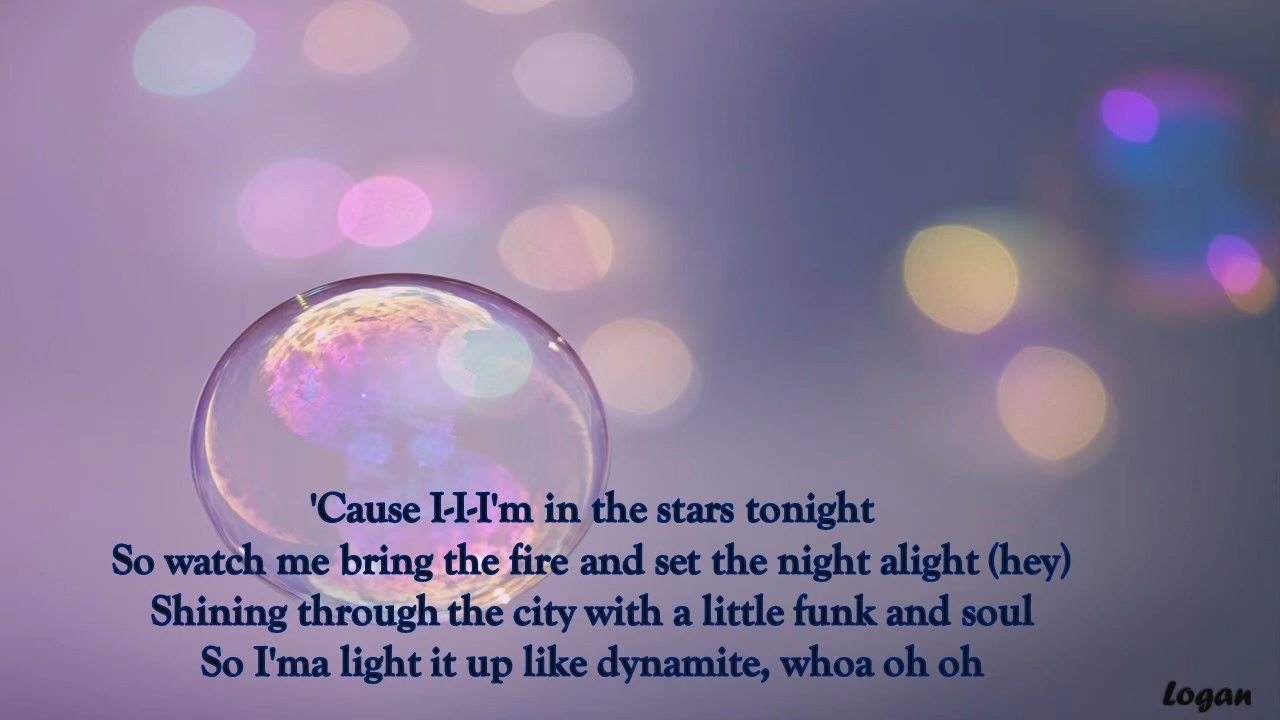 'Cause I-I-I'm in the stars tonight
So watch me bring the fire and set the night alight (hey)
Shining through the city with a little funk and soul
So I'ma light it up like dynamite, whoa oh oh
Logan